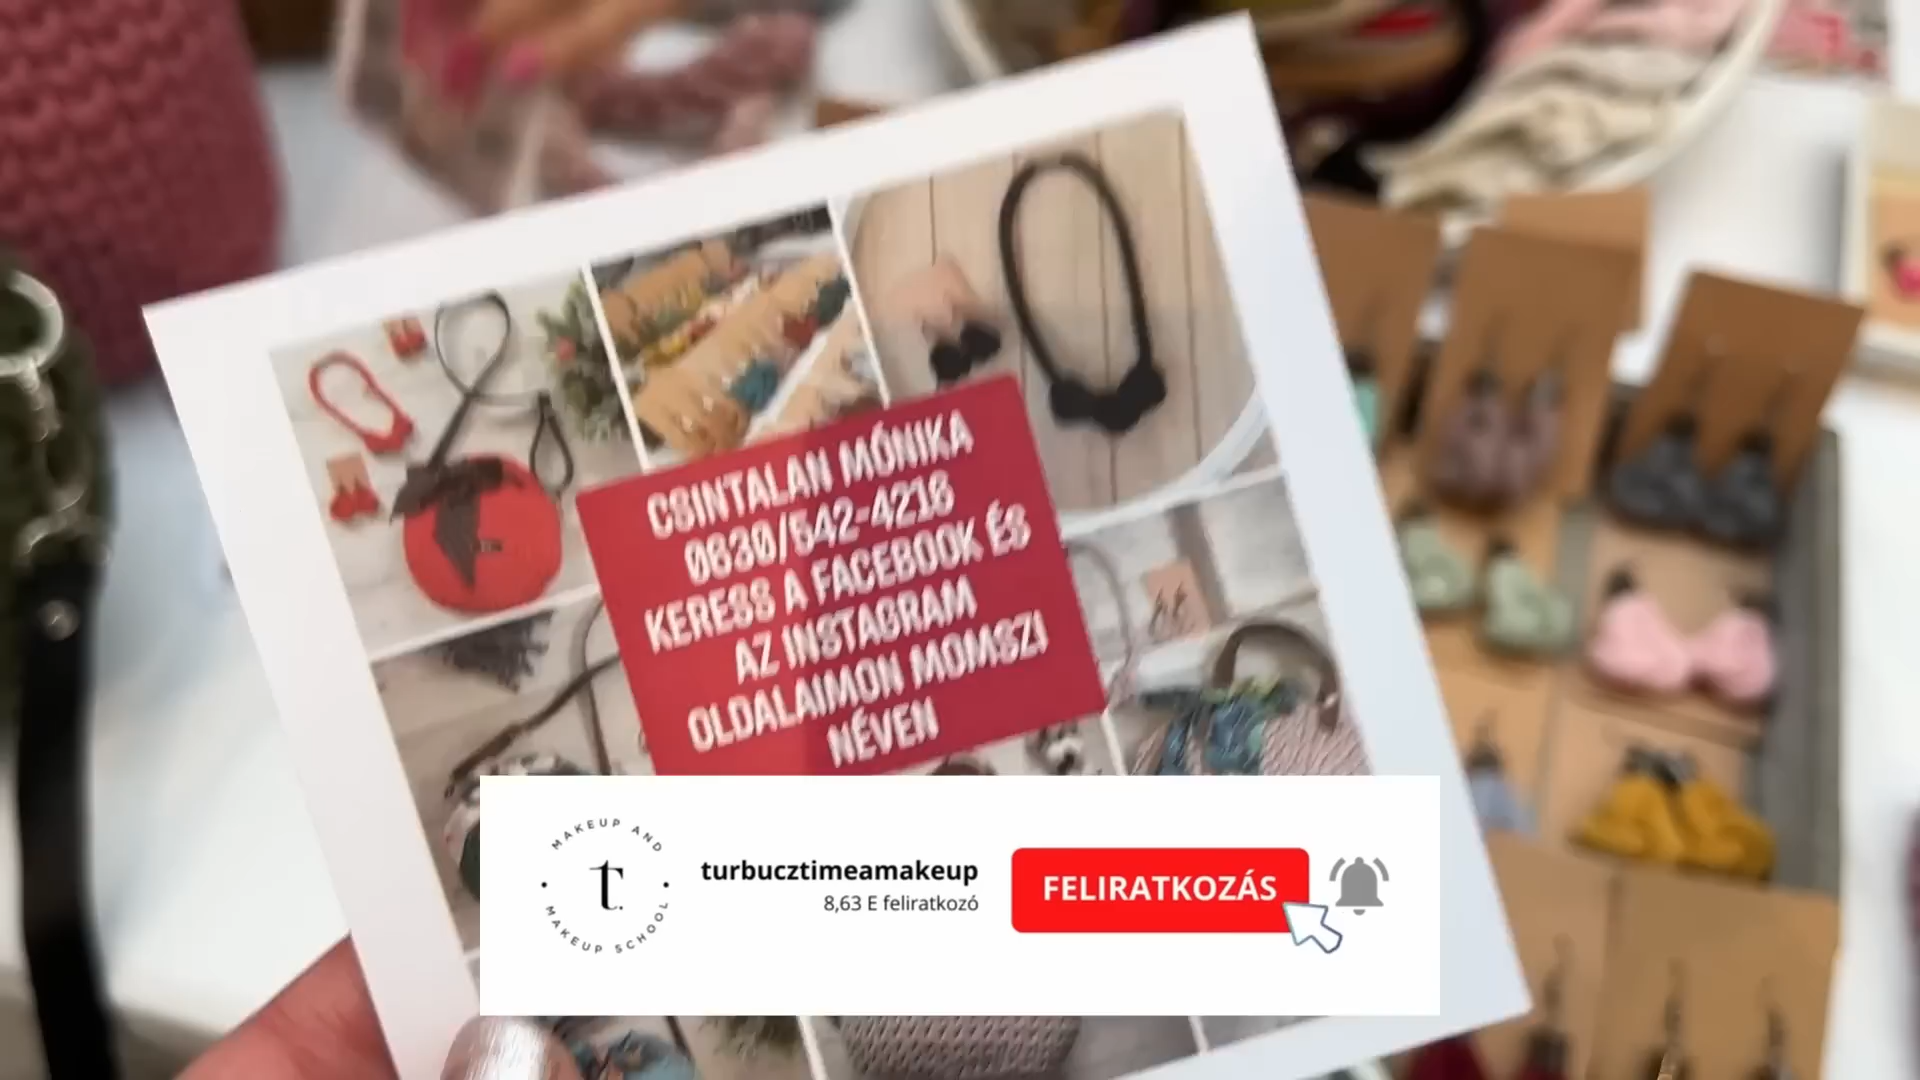 CSINTALAN MÓNIKA
0630/542-4216
KERESS A FACEBOOK ÉS
AZ INSTAGRAM
OLDALAIMON MOMSZI
NÉVEN
MAKEUP AND
t.
MAKEUP SCHOOL
turbucztimeamakeup
8,63 E feliratkozó
FELIRATKOZÁS